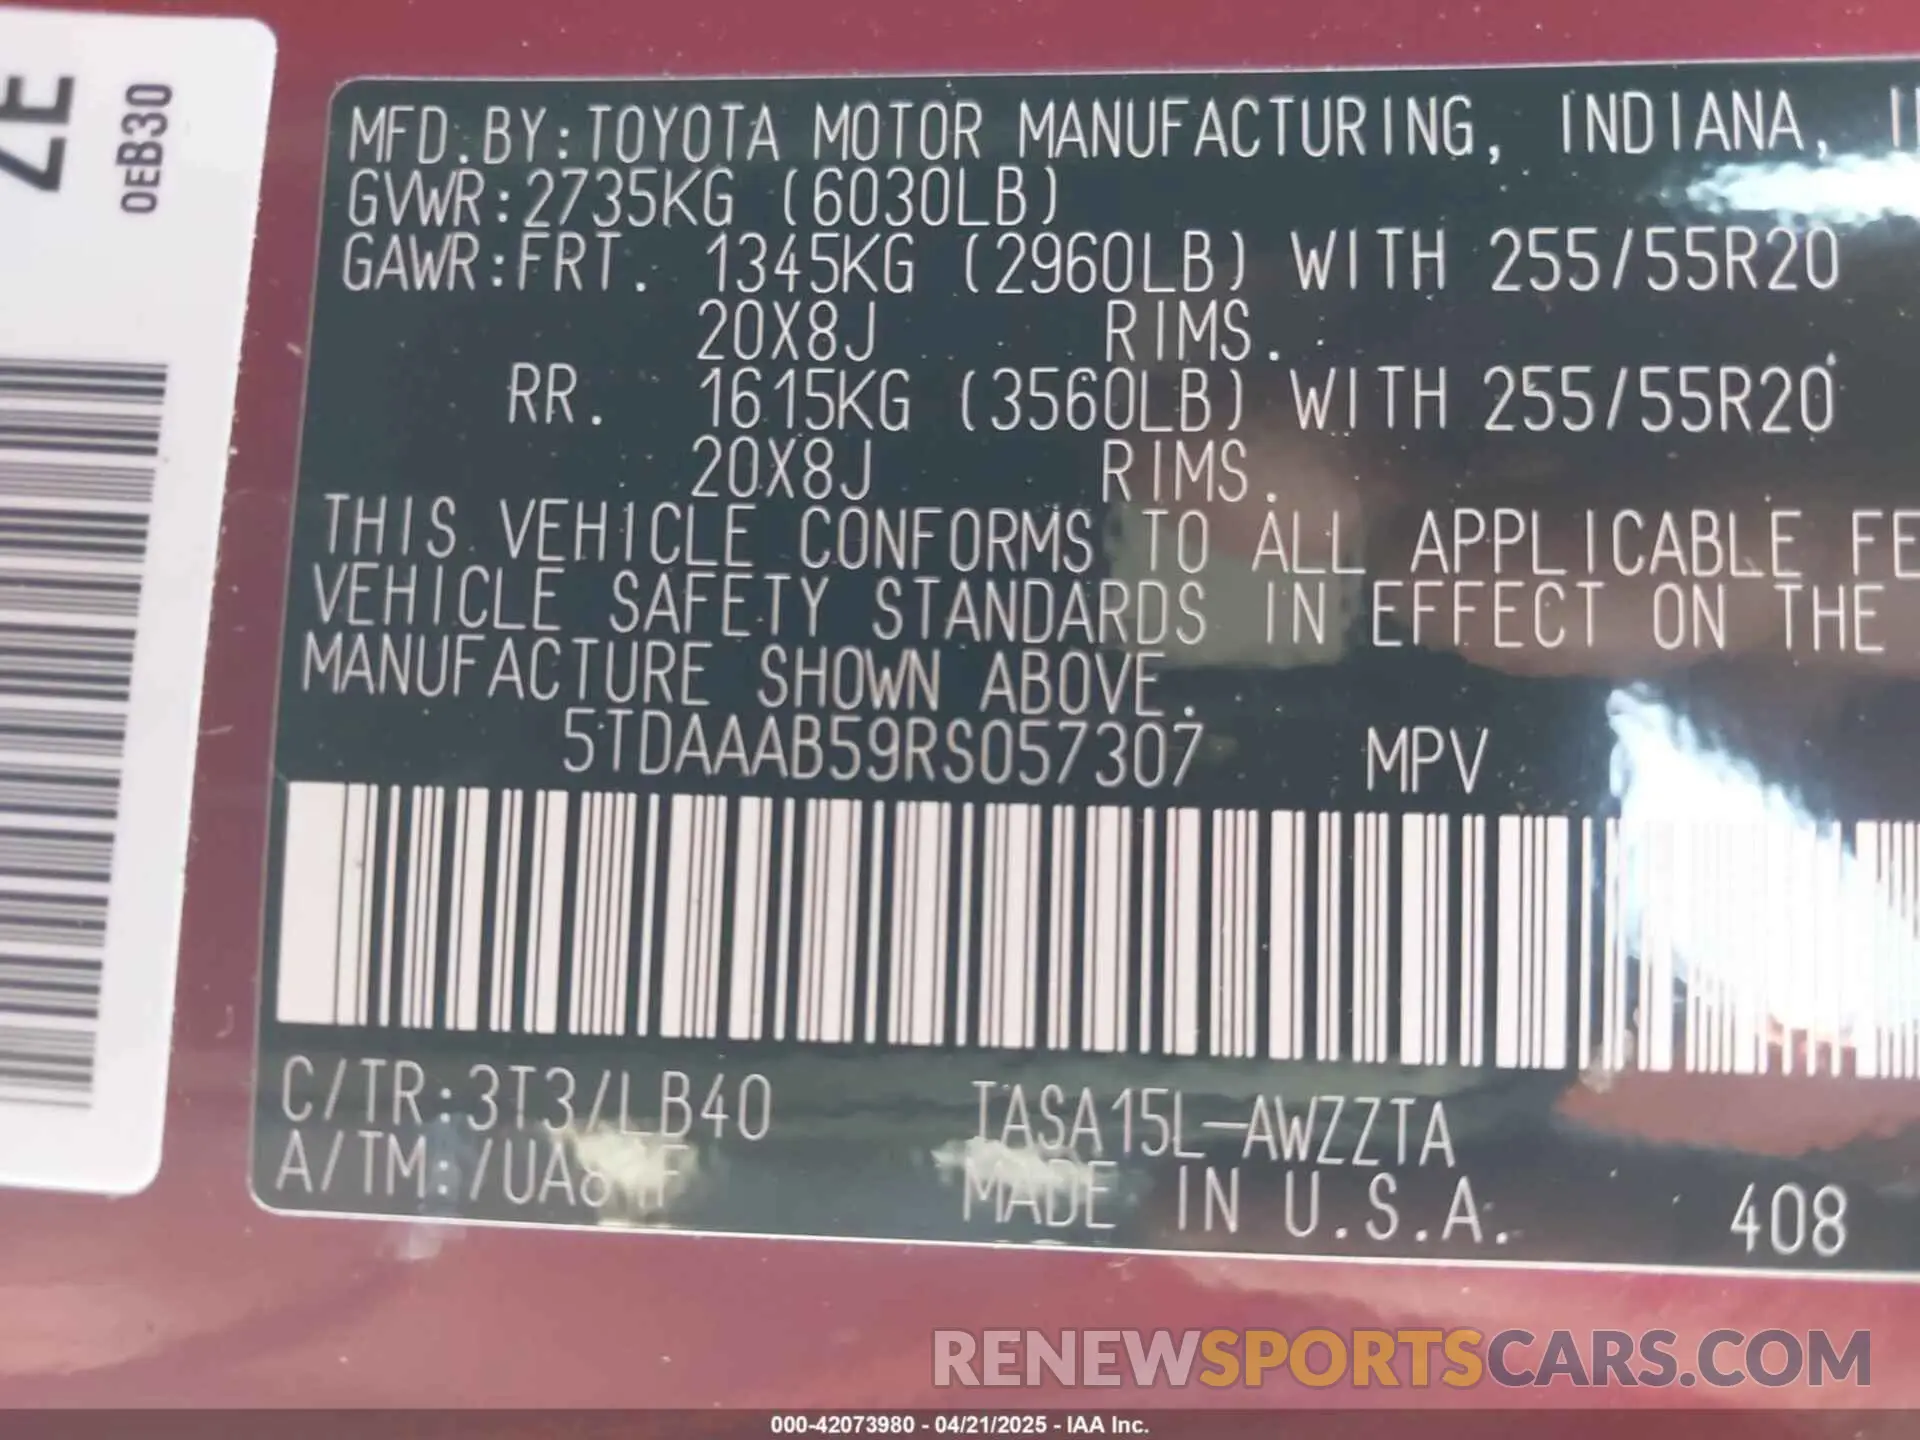 ZE
0EB30
MFD.BY:TOYOTA MOTOR MANUFACTURING, INDIANA,
GVWR:2735KG (6030LB)
GAWR:FRT. 1345KG (2960LB) WITH 255/55R20
20X8J RIMS.
RR. 1615KG (3560LB) WITH 255/55R20
20X8J RIMS.
THIS VEHICLE CONFORMS TO ALL APPLICABLE FE
VEHICLE SAFETY STANDARDS IN EFFECT ON THE
MANUFACTURE SHOWN ABOVE.
5TDAAAB59RS057307 MPV
C/TR:3T3/LB40 TASA15L-AWZZTA
A/TM: MADE IN U.S.A. 408
RENEWSPORTSCARS.COM
000-42073980 - 04/21/2025 - IAA Inc.